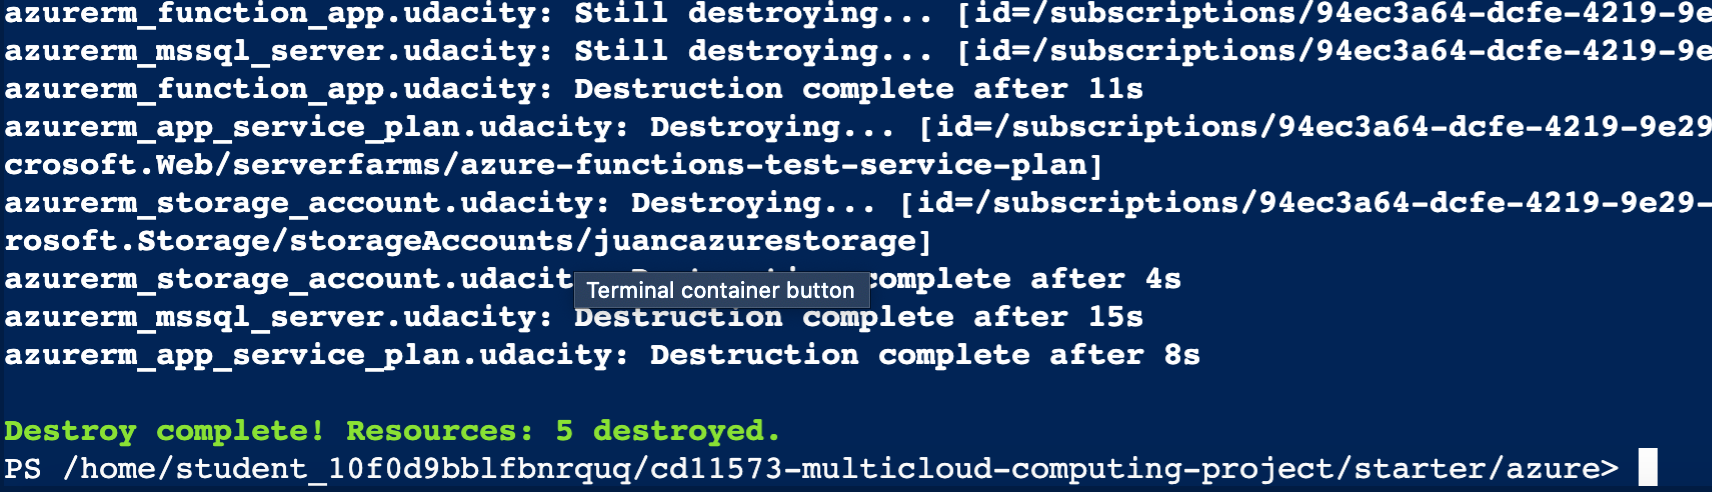 azurerm_function_app.udacity: Still destroying... [id=/subscriptions/94ec3a64-dcfe-4219-9e
azurerm_mssql_server.udacity: Still destroying... [id=/subscriptions/94ec3a64-dcfe-4219-9e
azurerm_function_app.udacity: Destruction complete after 11s
azurerm_app_service_plan.udacity: Destroying... [id=/subscriptions/94ec3a64-dcfe-4219-9e29
crosoft.Web/serverfarms/azure-functions-test-service-plan]
azurerm_storage_account.udacity: Destroying... [id=/subscriptions/94ec3a64-dcfe-4219-9e29-
rosoft.Storage/storageAccounts/juancazurestorage]
azurerm_storage_account.udacit complete after 4s
Terminal container button
azurerm_mssql_server.udacity: Destruction complete after 15s
azurerm_app_service_plan.udacity: Destruction complete after 8s
Destroy complete! Resources: 5 destroyed.
PS /home/student_10f0d9bblfbnrquq/cd11573-multicloud-computing-project/starter/azure>